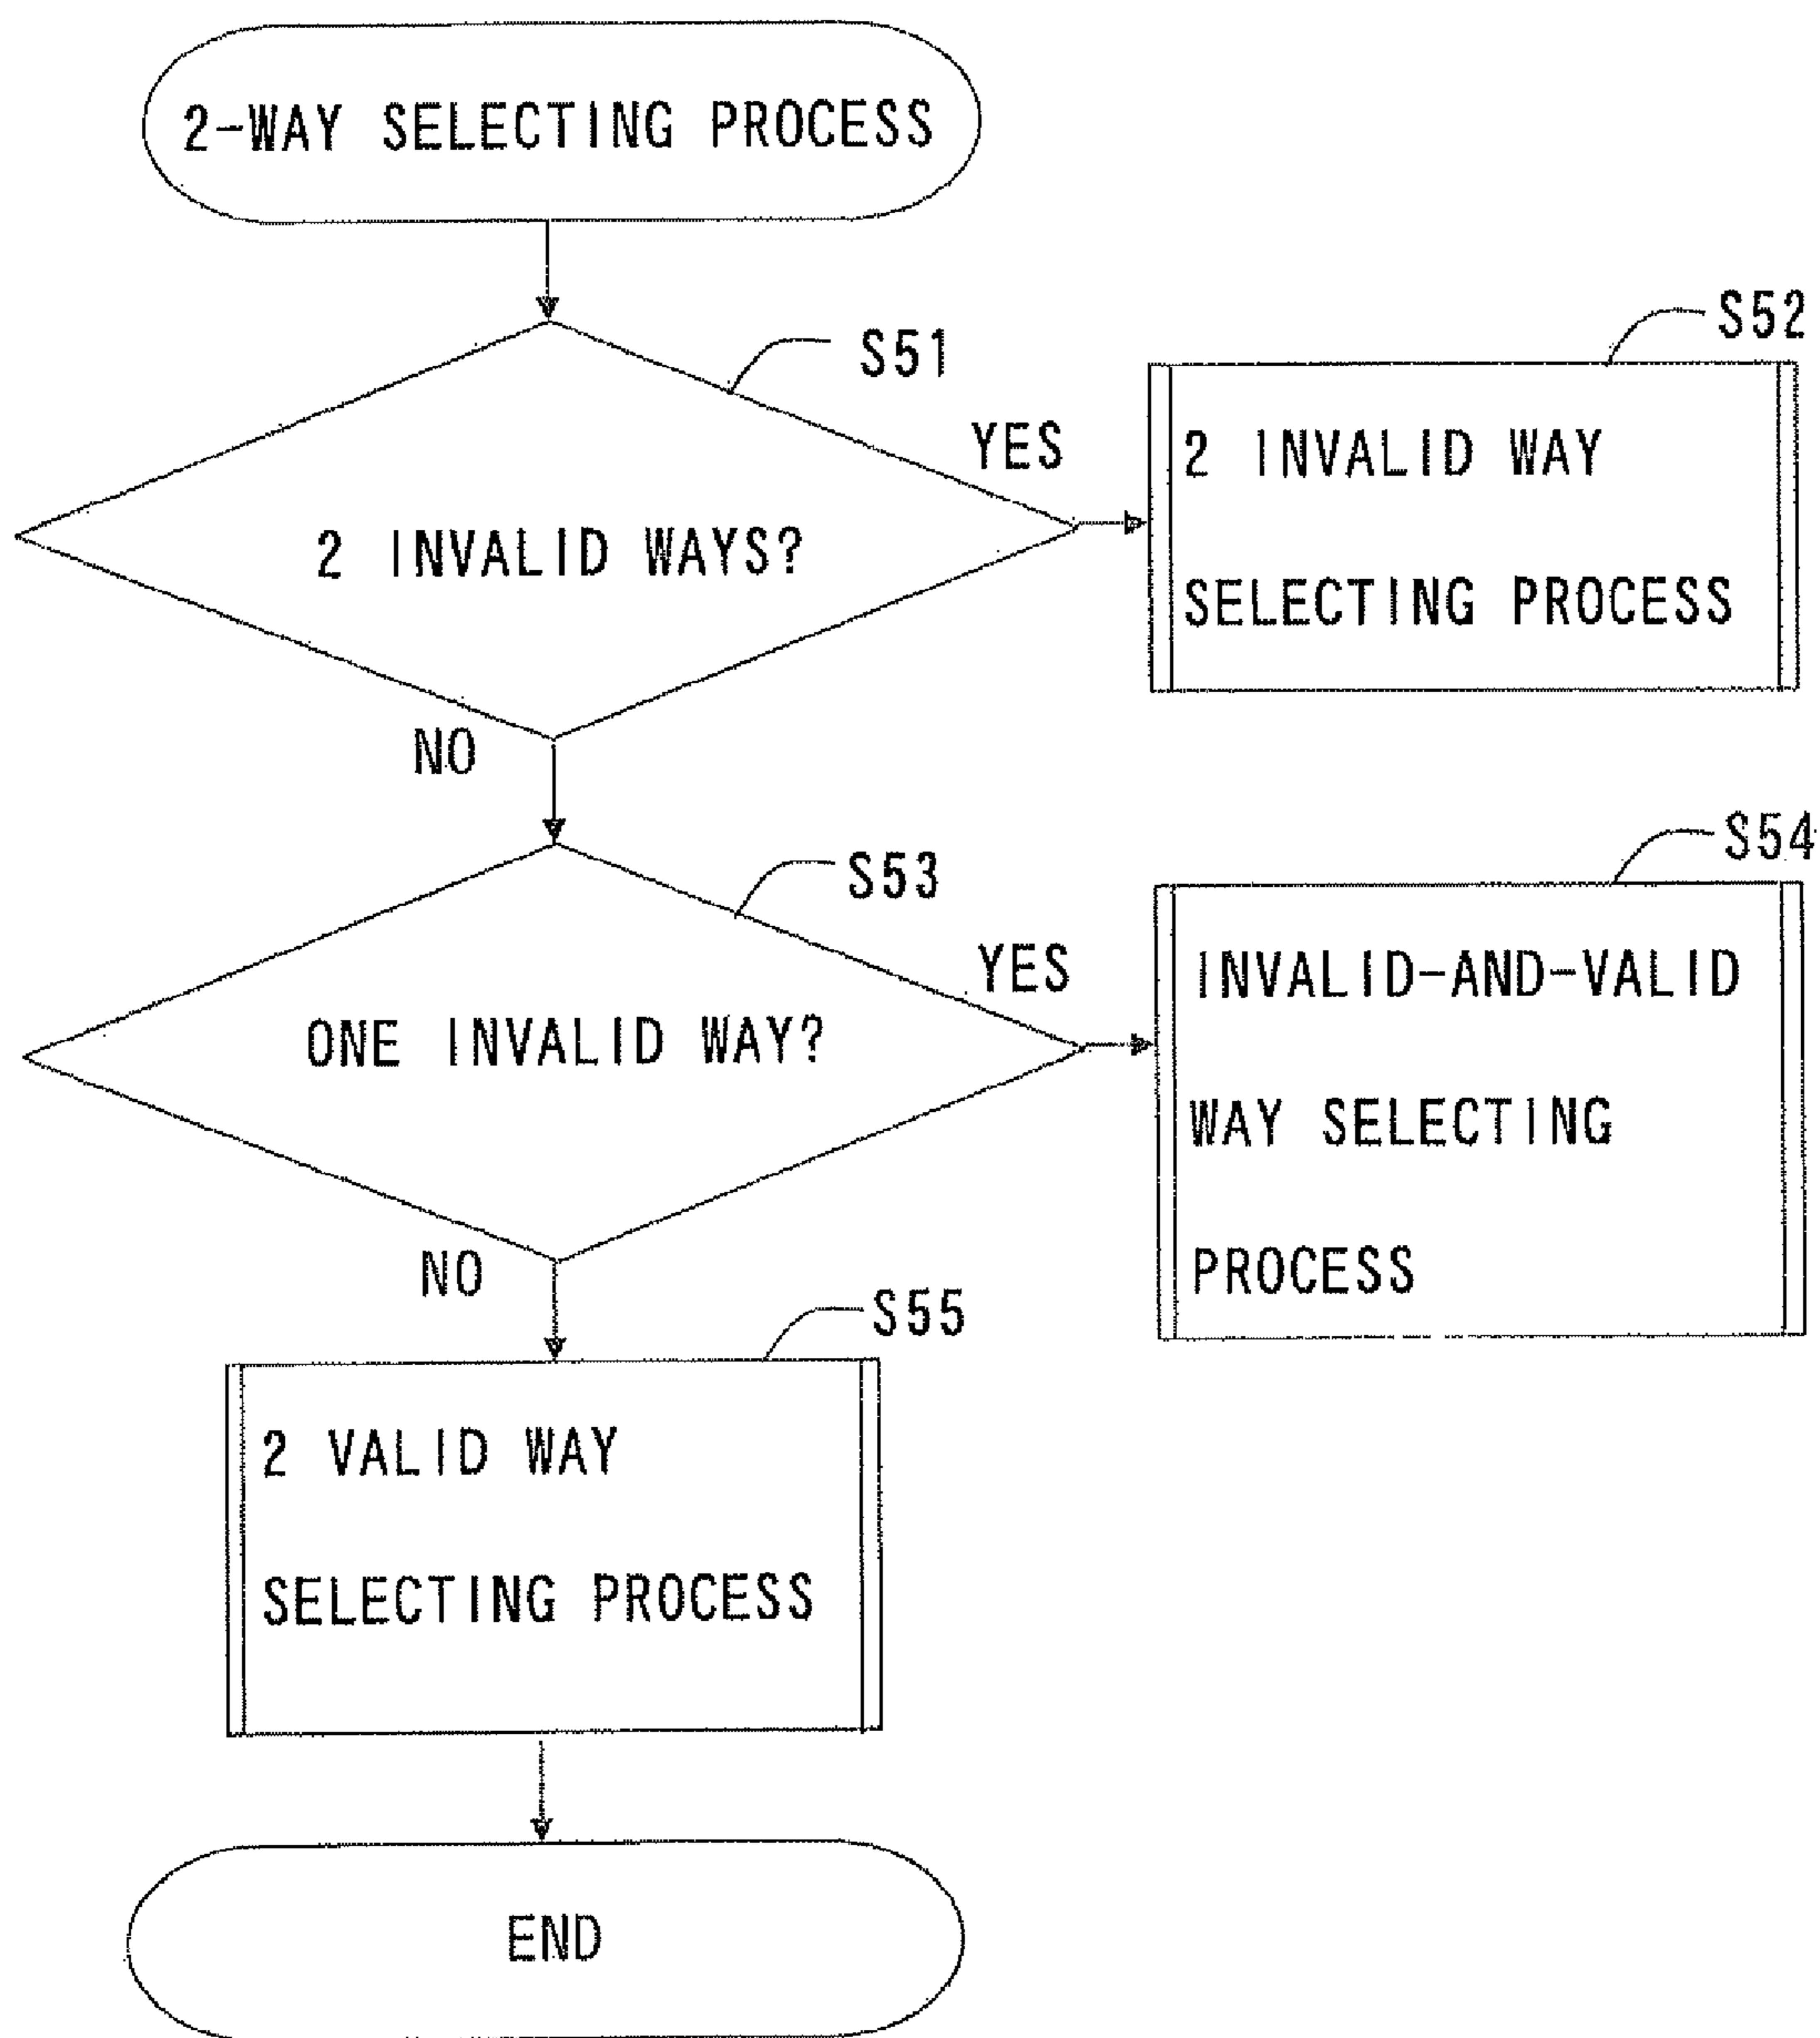 2-WAY SELECTING PROCESS
S51
2 INVALID WAYS?
YES
S52
2 INVALID WAY
SELECTING PROCESS
NO
S53
ONE INVALID WAY?
YES
S54
INVALID-AND-VALID
WAY SELECTING
PROCESS
NO
S55
2 VALID WAY
SELECTING PROCESS
END